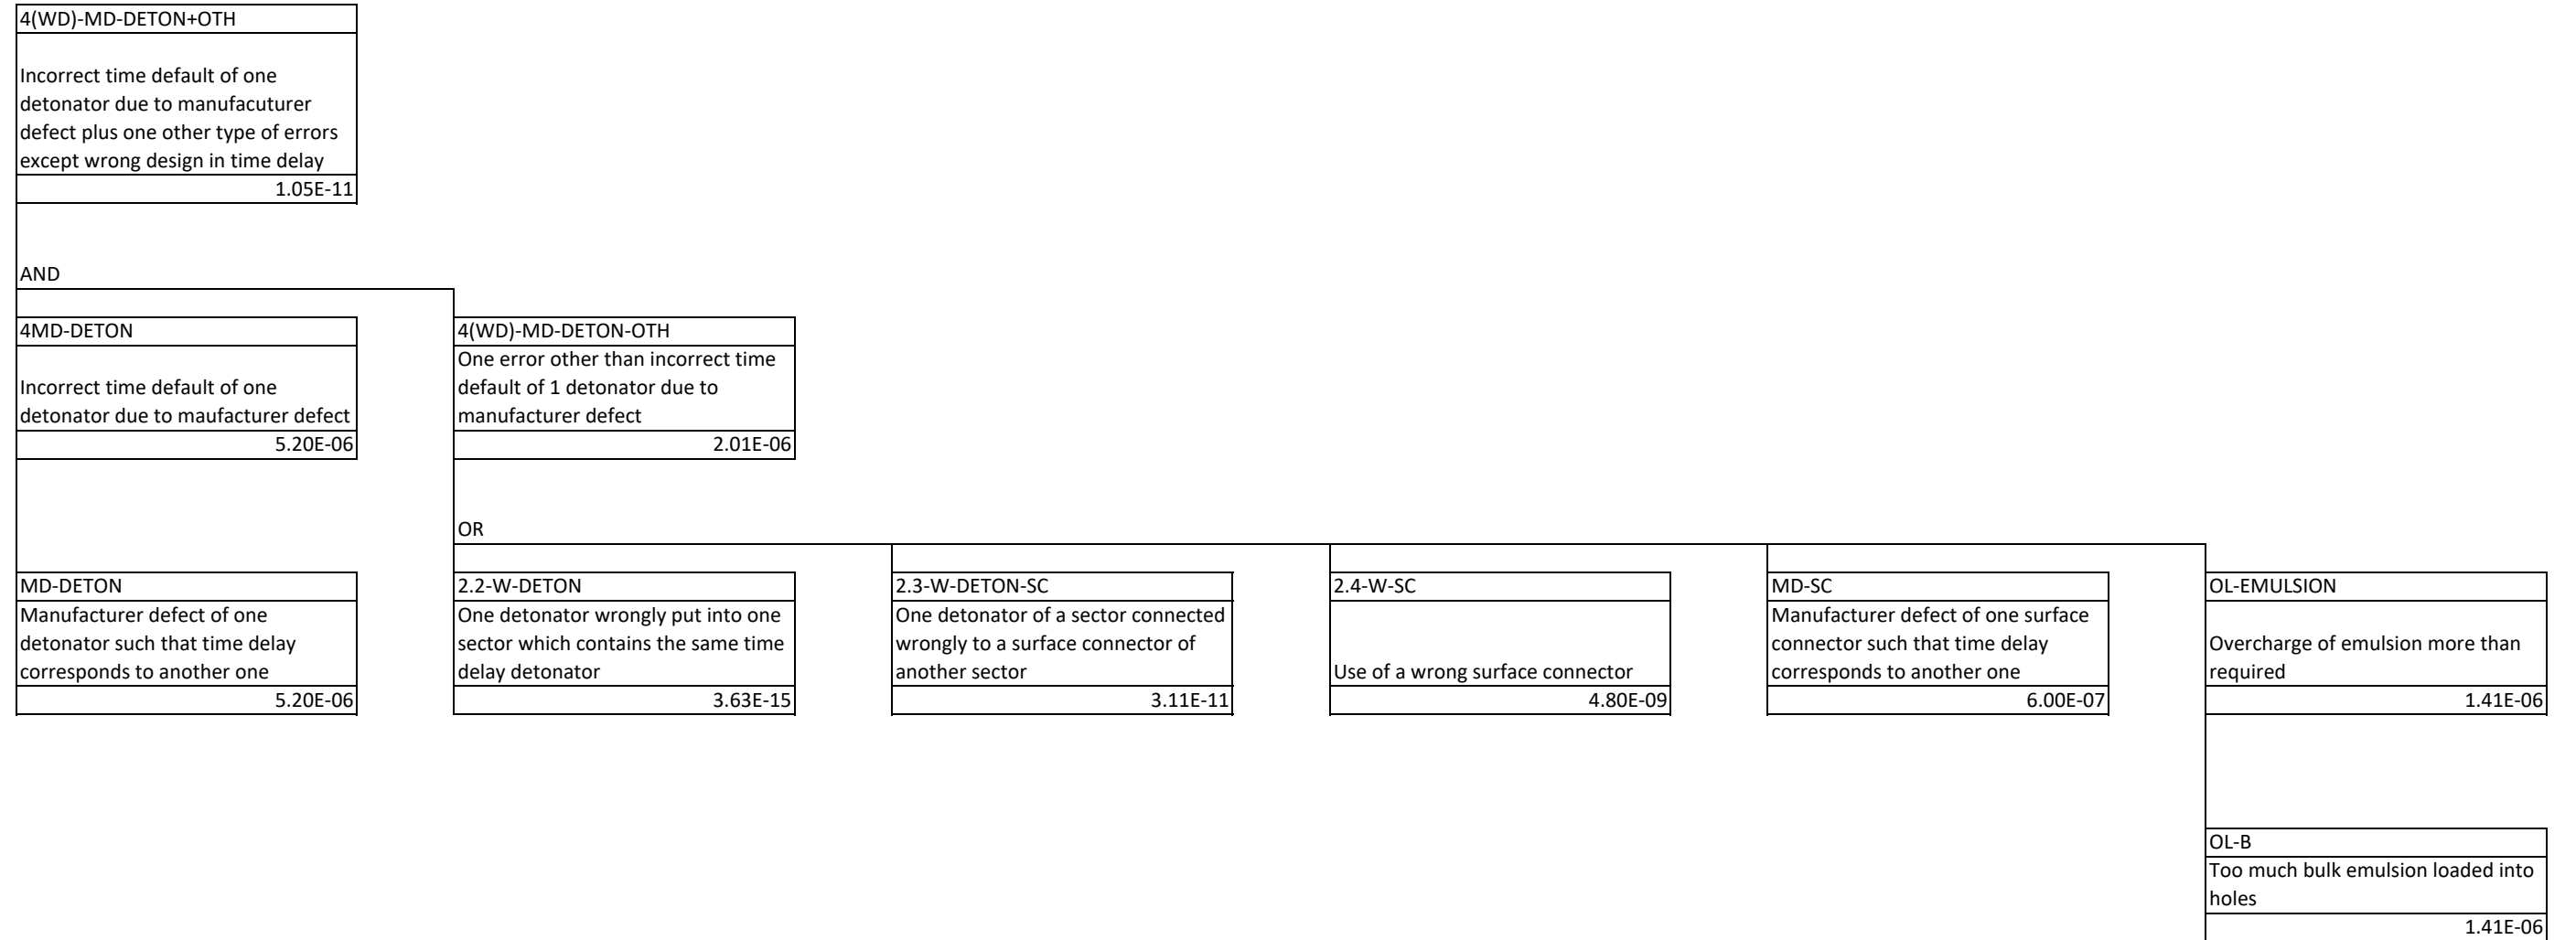 4(WD)-MD-DETON+OTH
Incorrect time default of one
detonator due to manufacuturer
defect plus one other type of errors
except wrong design in time delay
1.05E-11
AND
4MD-DETON
Incorrect time default of one
detonator due to maufacturer defect
5.20E-06
4(WD)-MD-DETON-OTH
One error other than incorrect time
default of 1 detonator due to
manufacturer defect
2.01E-06
OR
MD-DETON
Manufacturer defect of one
detonator such that time delay
corresponds to another one
5.20E-06
2.2-W-DETON
One detonator wrongly put into one
sector which contains the same time
delay detonator
3.63E-15
2.3-W-DETON-SC
One detonator of a sector connected
wrongly to a surface connector of
another sector
3.11E-11
2.4-W-SC
Use of a wrong surface connector
4.80E-09
MD-SC
Manufacturer defect of one surface
connector such that time delay
corresponds to another one
6.00E-07
OL-EMULSION
Overcharge of emulsion more than
required
1.41E-06
OL-B
Too much bulk emulsion loaded into
holes
1.41E-06